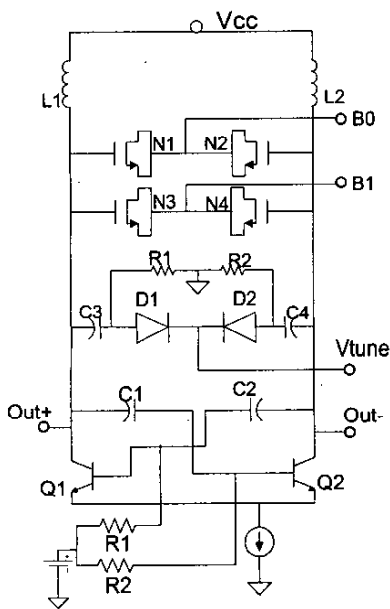 Vcc
L1
L2
B0
N1
N2
B1
N3
N4
R1
R2
C3
D1
D2
C4
Vtune
C1
C2
Out+
Out-
Q1
Q2
R1
R2